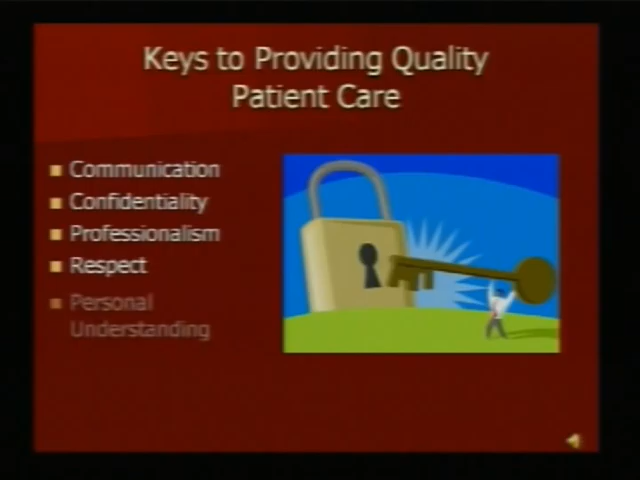 Keys to Providing Quality
Patient Care
Communication
Confidentiality
Professionalism
Respect
Personal
Understanding